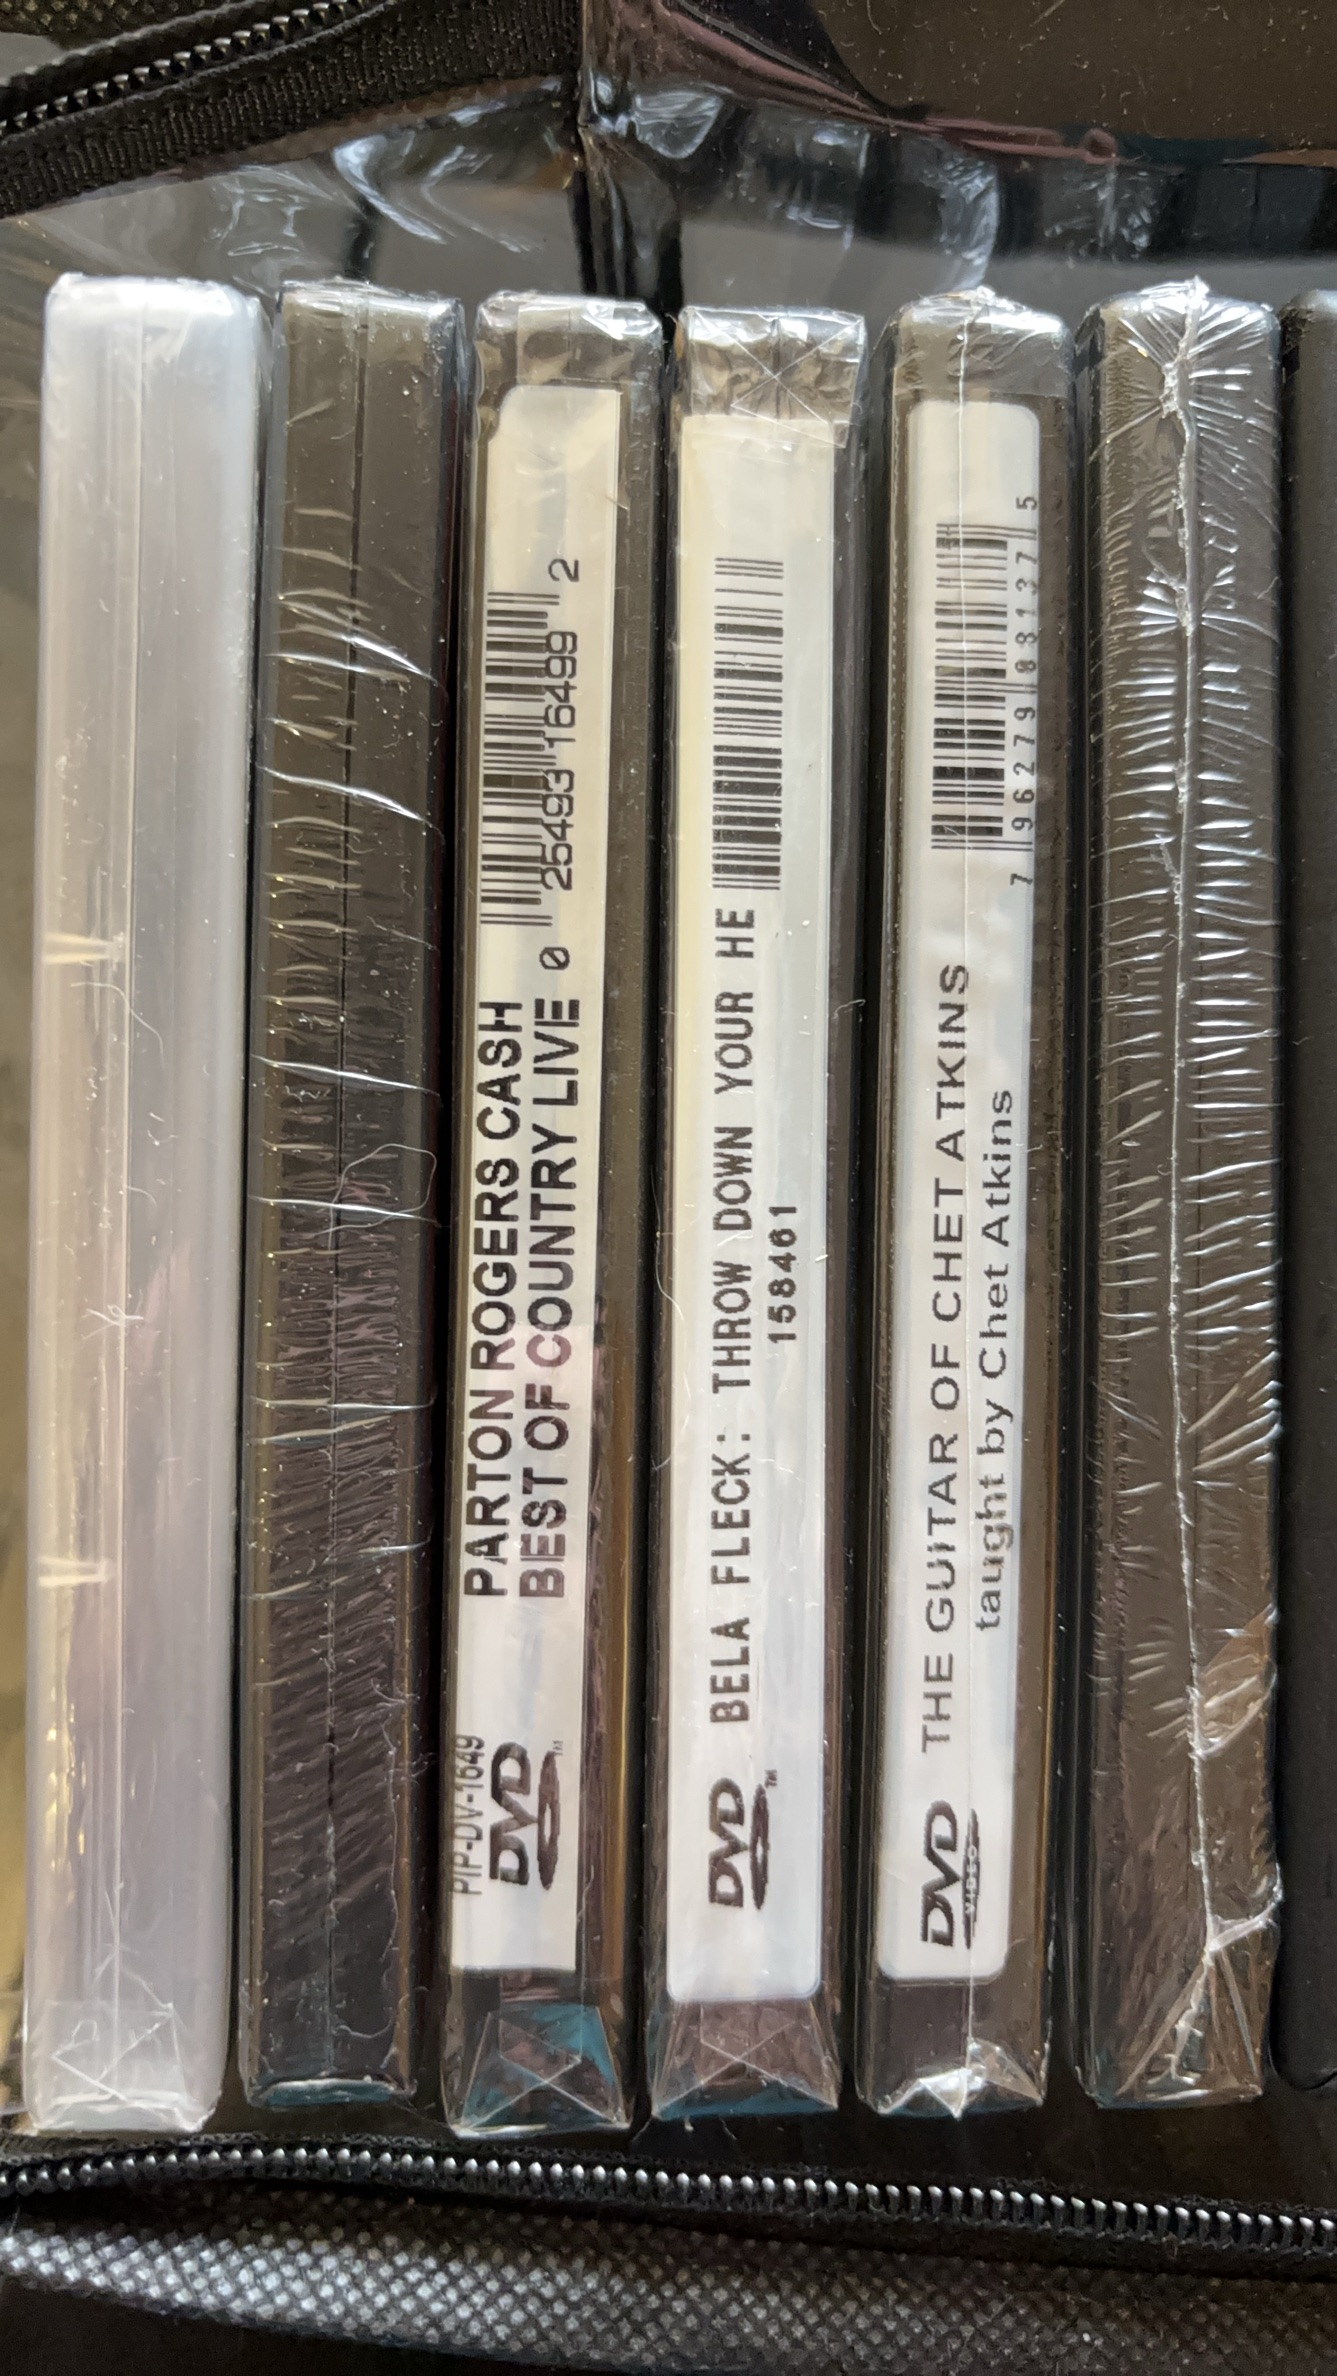 PIP-DV-1649
DVD
TM
PARTON ROGERS CASH
BEST OF COUNTRY LIVE
0 25493 16499 2
DVD
TM
BELA FLECK: THROW DOWN YOUR HE
158461
DVD
VIDEO
THE GUITAR OF CHET ATKINS
taught by Chet Atkins
7 96279 08137 5